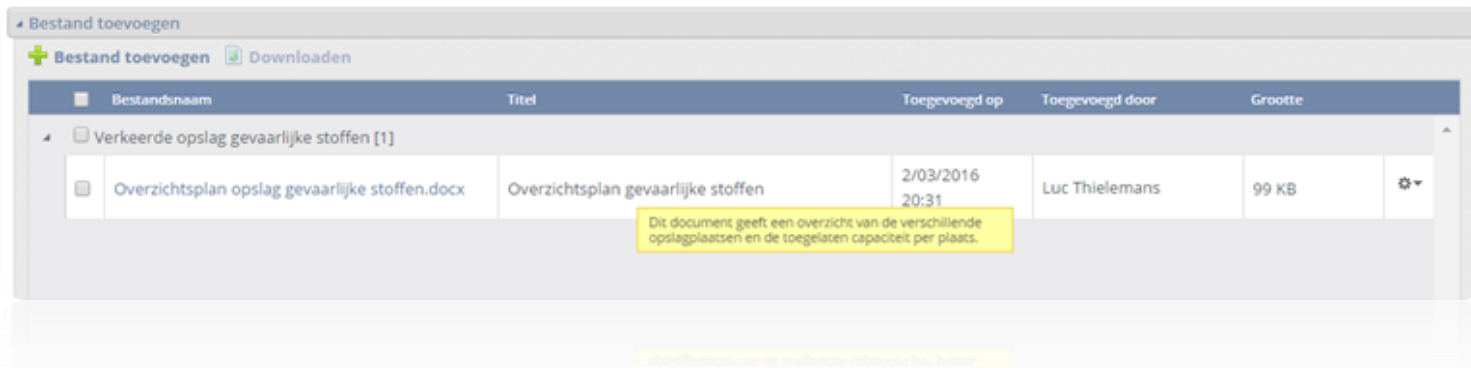 Bestand toevoegen
Bestand toevoegen Downloaden
Bestandsnaam Titel Toegevoegd op Toegevoegd door Grootte
Verkeerde opslag gevaarlijke stoffen [1]
Overzichtsplan opslag gevaarlijke stoffen.docx Overzichtsplan gevaarlijke stoffen 2/03/2016 Luc Thielemans 99 KB
20:31
Dit document geeft een overzicht van de verschillende
opslagplaatsen en de toegelaten capaciteit per plaats.